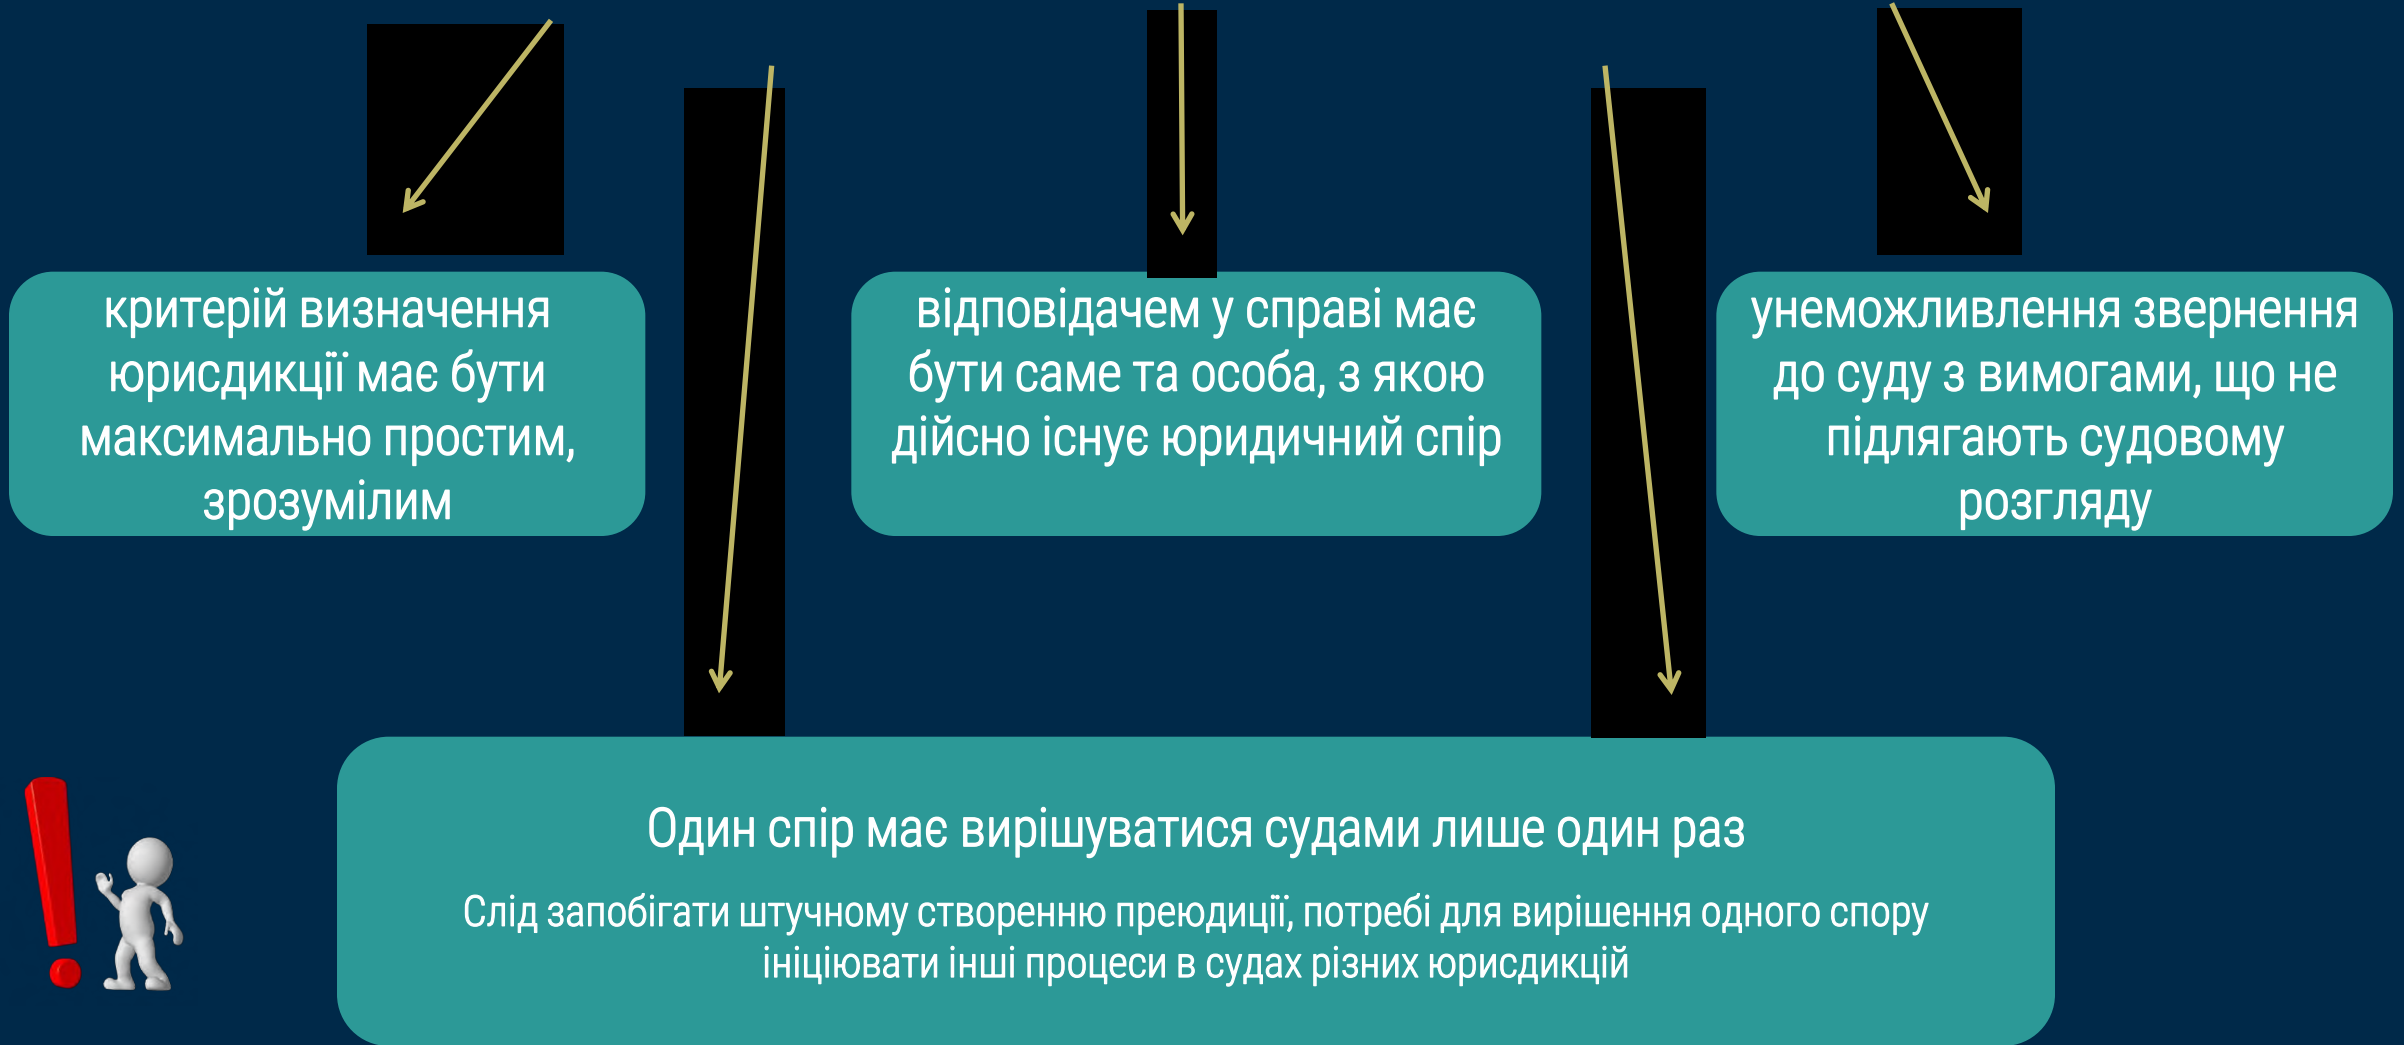 критерій визначення
юрисдикції має бути
максимально простим,
зрозумілим
відповідачем у справі має
бути саме та особа, з якою
дійсно існує юридичний спір
унеможливлення звернення
до суду з вимогами, що не
підлягають судовому
розгляду
Один спір має вирішуватися судами лише один раз
Слід запобігати штучному створенню преюдиції, потребі для вирішення одного спору
ініціювати інші процеси в судах різних юрисдикцій